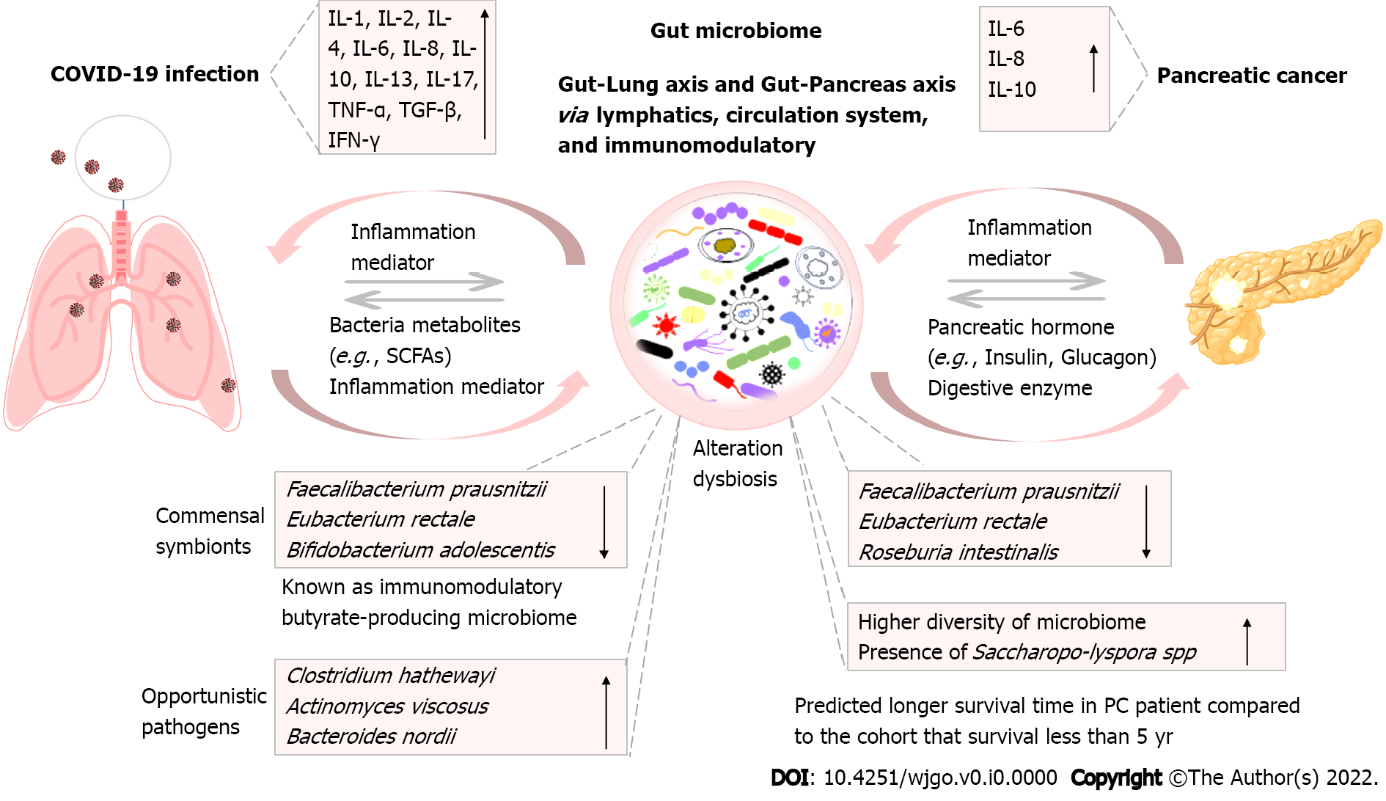 COVID-19 infection
IL-1, IL-2, IL-
4, IL-6, IL-8, IL-
10, IL-13, IL-17,
TNF-α, TGF-β,
IFN-γ
Gut microbiome
Gut-Lung axis and Gut-Pancreas axis
via lymphatics, circulation system,
and immunomodulatory
IL-6
IL-8
IL-10
Pancreatic cancer
Inflammation
mediator
Bacteria metabolites
(e.g., SCFAs)
Inflammation mediator
Inflammation
mediator
Pancreatic hormone
(e.g., Insulin, Glucagon)
Digestive enzyme
Alteration
dysbiosis
Commensal
symbionts
Faecalibacterium prausnitzii
Eubacterium rectale
Bifidobacterium adolescentis
Known as immunomodulatory
butyrate-producing microbiome
Opportunistic
pathogens
Clostridium hathewayi
Actinomyces viscosus
Bacteroides nordii
Faecalibacterium prausnitzii
Eubacterium rectale
Roseburia intestinalis
Higher diversity of microbiome
Presence of Saccharopo-lyspora spp
Predicted longer survival time in PC patient compared
to the cohort that survival less than 5 yr
DOI: 10.4251/wjgo.v0.i0.0000 Copyright ©The Author(s) 2022.